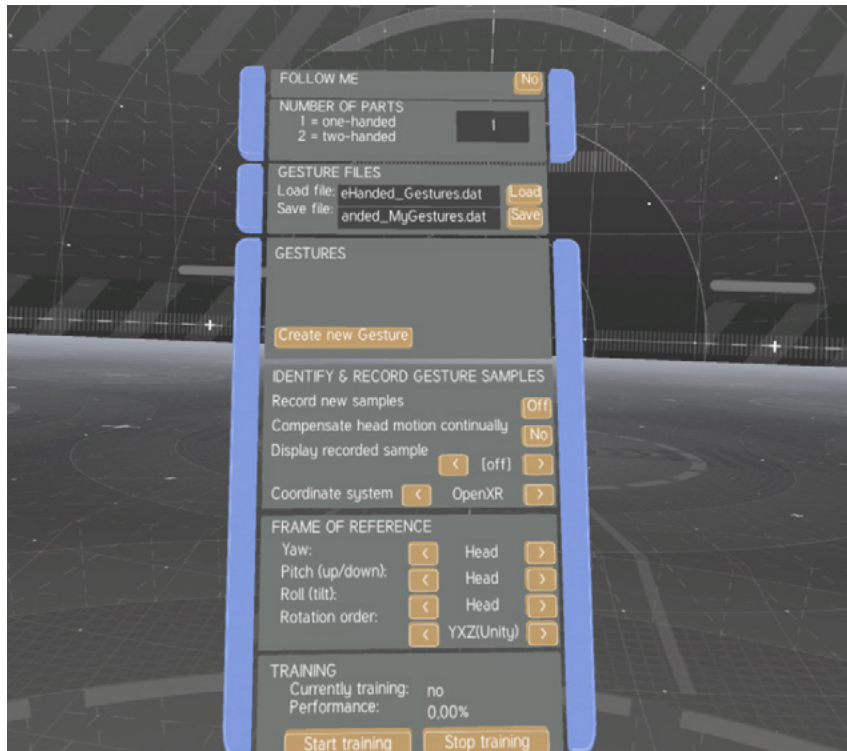 FOLLOW ME No
NUMBER OF PARTS
1 = one-handed
2 = two-handed
1
GESTURE FILES
Load file: eHanded_Gestures.dat Load
Save file: anded_MyGestures.dat Save
GESTURES
Create new Gesture
IDENTIFY & RECORD GESTURE SAMPLES
Record new samples Off
Compensate head motion continually No
Display recorded sample
< [off] >
Coordinate system < OpenXR >
FRAME OF REFERENCE
Yaw: < Head >
Pitch (up/down): < Head >
Roll (tilt): < Head >
Rotation order: < YXZ(Unity) >
TRAINING
Currently training: no
Performance: 0,00%
Start training Stop training